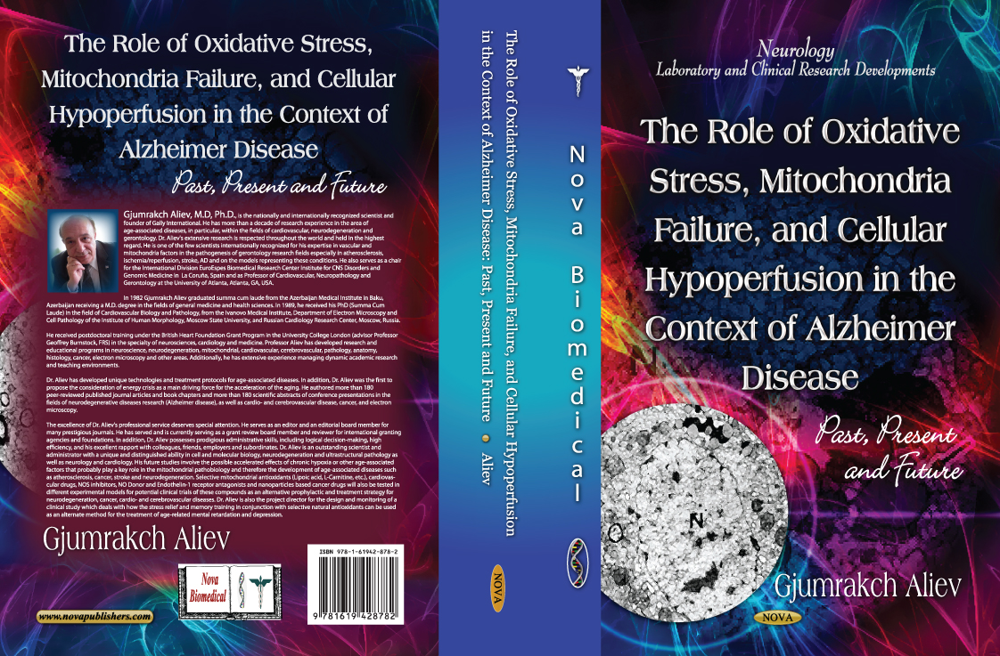 The Role of Oxidative Stress,
Mitochondria Failure, and Cellular
Hypoperfusion in the Context of
Alzheimer Disease
Past, Present and Future
Gjumrakch Aliev, M.D, Ph.D., is the nationally and internationally recognized scientist and
founder of Gally International. He has more than a decade of research experience in the area of
age-associated diseases, in particular, within the fields of cardiovascular, neurodegeneration and
gerontology. Dr. Aliev's extensive research is respected throughout the world and held in the highest
regard. He is one of the few scientists internationally recognized for his expertise in vascular and
mitochondria factors in the pathogenesis of gerontology research fields especially in atherosclerosis,
ischemia/reperfusion, stroke, AD and on the models representing these conditions. He also serves as a chair
for the International Division EuroEspes Biomedical Research Center Institute for CNS Disorders and
Genomic Medicine in La Coruña, Spain and as Professor of Cardiovascular, Neuropathology and
Gerontology at the University of Atlanta, Atlanta, GA, USA.
In 1982 Gjumrakch Aliev graduated summa cum laude from the Azerbaijan Medical Institute in Baku,
Azerbaijan receiving a M.D. degree in the fields of general medicine and health sciences. In 1989, he received his PhD (Summa Cum
Laude) in the field of Cardiovascular Biology and Pathology, from the Ivanovo Medical Institute, Department of Electron Microscopy and
Cell Pathology of the Institute of Human Morphology, Moscow State University, and Russian Cardiology Research Center, Moscow, Russia.
He received postdoctoral training under the British Heart Foundation Grant Program in the University College London (advisor Professor
Geoffrey Burnstock, FRS) in the specialty of neurosciences, cardiology and medicine. Professor Aliev has developed research and
educational programs in neuroscience, neurodegeneration, mitochondrial, cardiovascular, cerebrovascular, pathology, anatomy,
histology, cancer, electron microscopy and other areas. Additionally, he has extensive experience managing dynamic academic research
and teaching environments.
Dr. Aliev has developed unique technologies and treatment protocols for age-associated diseases. In addition, Dr. Aliev was the first to
propose the consideration of energy crisis as a main driving force for the acceleration of the aging. He authored more than 180
peer-reviewed published journal articles and book chapters and more than 180 scientific abstracts of conference presentations in the
fields of neurodegenerative diseases research (Alzheimer disease), as well as cardio- and cerebrovascular disease, cancer, and electron
microscopy.
The excellence of Dr. Aliev's professional service deserves special attention. He serves as an editor and an editorial board member for
many prestigious journals. He has served and is currently serving as a grant review board member and reviewer for international granting
agencies and foundations. In addition, Dr. Aliev possesses prodigious administrative skills, including logical decision-making, high
efficiency, and his excellent rapport with colleagues, friends, employers and subordinates. Dr. Aliev is an outstanding scientist and
administrator with a unique and distinguished ability in cell and molecular biology, neurodegeneration and ultrastructural pathology as
well as neurology and cardiology. His future studies involve the possible accelerated effects of chronic hypoxia or other age-associated
factors that probably play a key role in the mitochondrial pathobiology and therefore the development of age-associated diseases such
as atherosclerosis, cancer, stroke and neurodegeneration. Selective mitochondrial antioxidants (Lipoic acid, L-Carnitine, etc.), cardiovas-
cular drugs, NOS inhibitors, NO Donor and Endothelin-1 receptor antagonists and nanoparticles based cancer drugs will also be tested in
different experimental models for potential clinical trials of these compounds as an alternative prophylactic and treatment strategy for
neurodegeneration, cancer, cardio- and cerebrovascular diseases. Dr. Aliev is also the project director for the design and monitoring of a
clinical study which deals with how the stress relief and memory training in conjunction with selective natural antioxidants can be used
as an alternate method for the treatment of age-related mental retardation and depression.
Gjumrakch Aliev
Nova
Biomedical
www.novapublishers.com
ISBN 978-1-61942-878-2
9 781619 428782
The Role of Oxidative Stress, Mitochondria Failure, and Cellular Hypoperfusion
in the Context of Alzheimer Disease: Past, Present and Future • Aliev
NOVA
Nova Biomedical
Neurology
Laboratory and Clinical Research Developments
The Role of Oxidative
Stress, Mitochondria
Failure, and Cellular
Hypoperfusion in the
Context of Alzheimer
Disease
Past, Present
and Future
N
Gjumrakch Aliev
NOVA